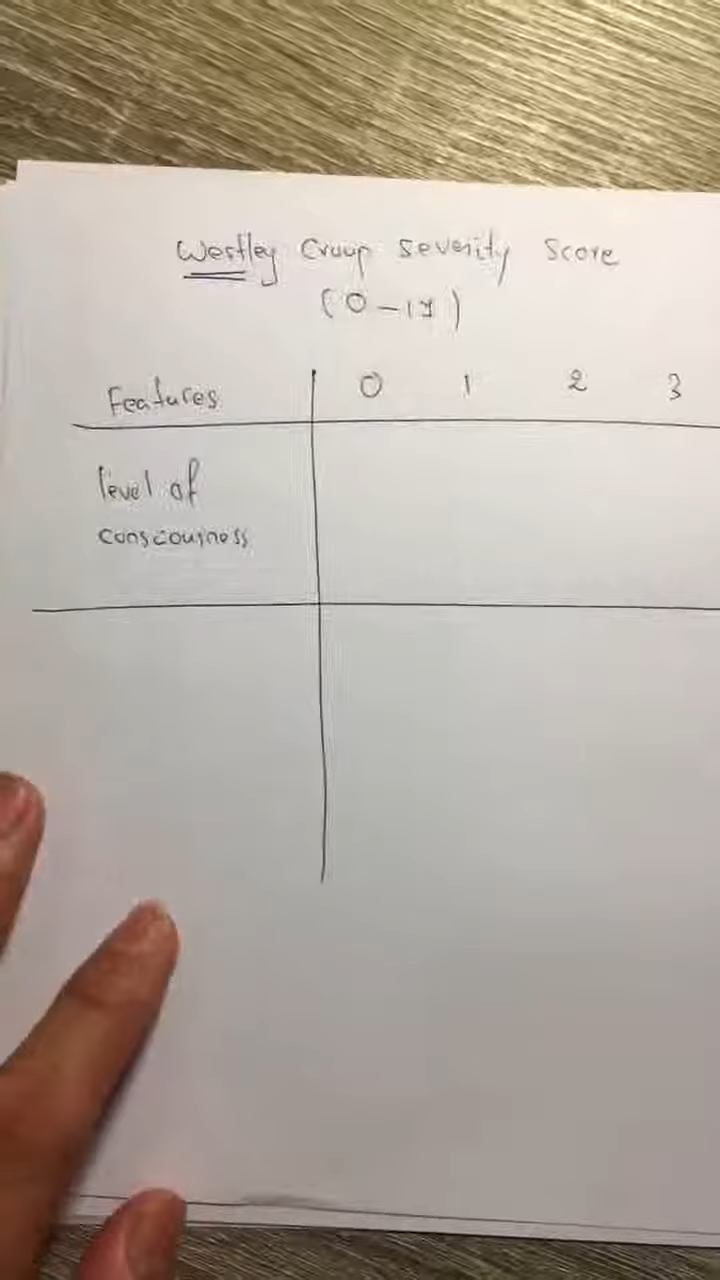 Westley Croup Severity Score
(0-17)
Features 0 1 2 3
level of
consciousness